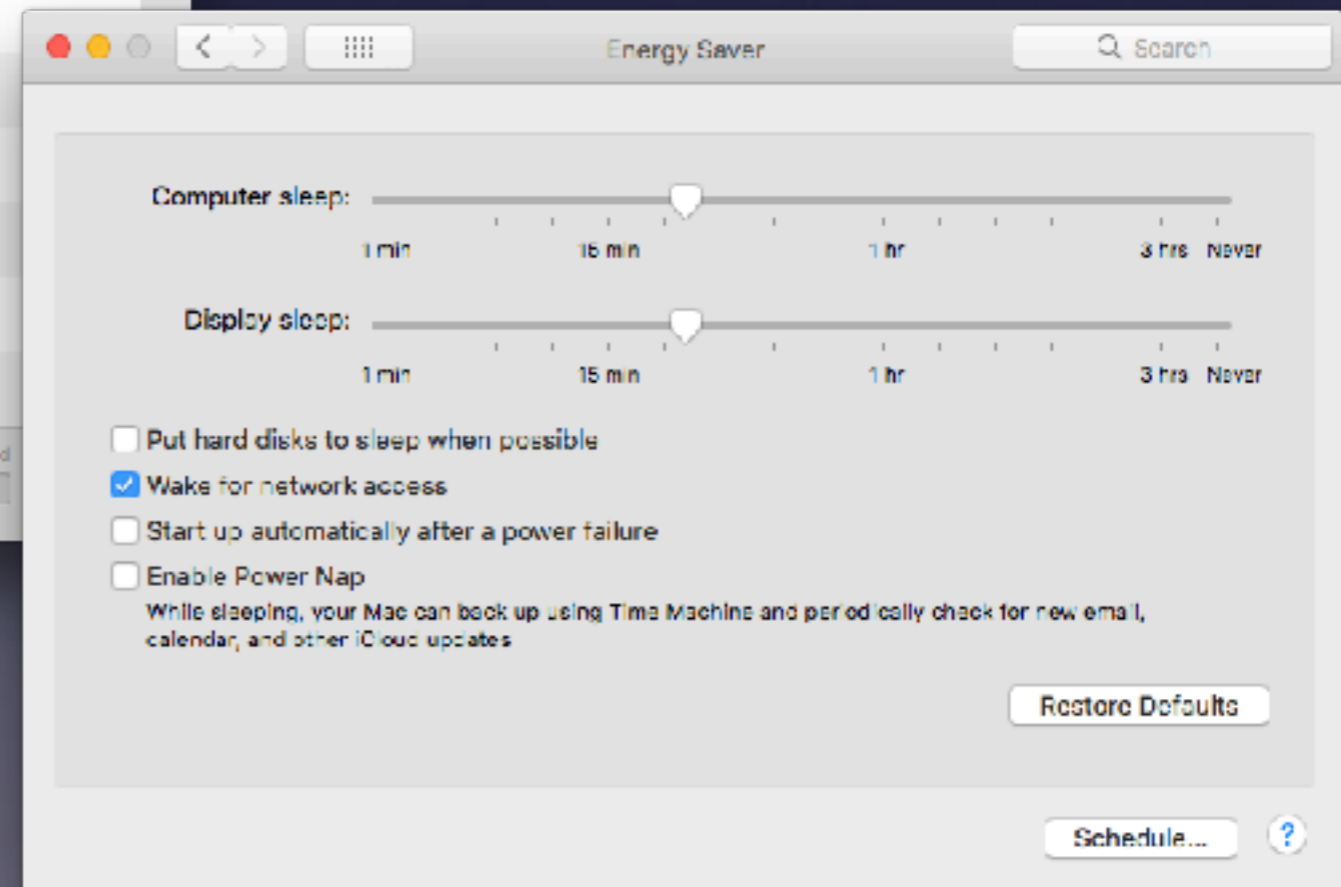 Energy Saver
Search
Computer sleep:
1 min 15 min 1 hr 3 hrs Never
Display sleep:
1 min 15 min 1 hr 3 hrs Never
Put hard disks to sleep when possible
Wake for network access
Start up automatically after a power failure
Enable Power Nap
While sleeping, your Mac can back up using Time Machine and periodically check for new email,
calendar, and other iCloud updates
Restore Defaults
Schedule...
?